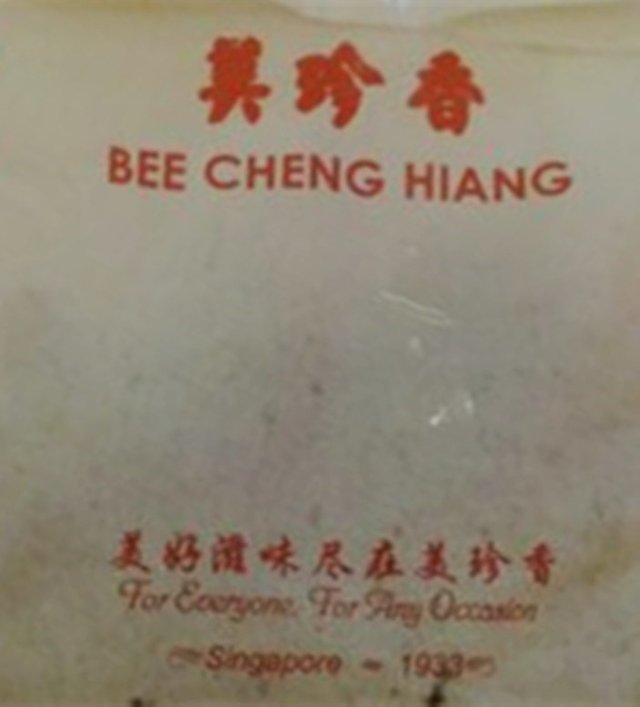 美珍香
BEE CHENG HIANG
美好滋味尽在美珍香
For Everyone, For Any Occasion
Singapore ~ 1933